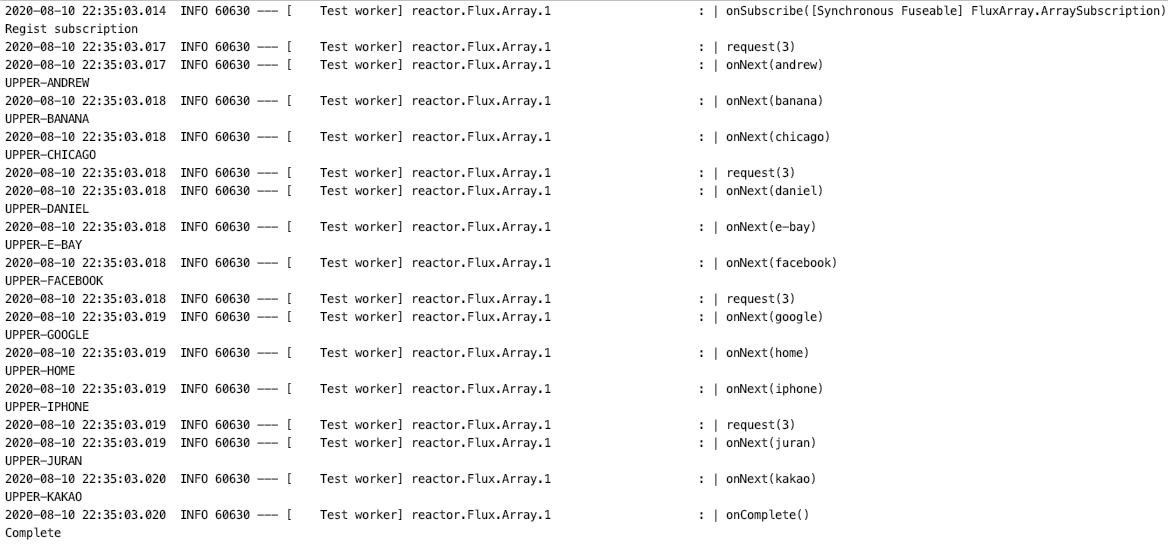 2020-08-10 22:35:03.014  INFO 60630 --- [    Test worker] reactor.Flux.Array.1                     : | onSubscribe([Synchronous Fuseable] FluxArray.ArraySubscription)
Regist subscription
2020-08-10 22:35:03.017  INFO 60630 --- [    Test worker] reactor.Flux.Array.1                     : | request(3)
2020-08-10 22:35:03.017  INFO 60630 --- [    Test worker] reactor.Flux.Array.1                     : | onNext(andrew)
UPPER-ANDREW
2020-08-10 22:35:03.018  INFO 60630 --- [    Test worker] reactor.Flux.Array.1                     : | onNext(banana)
UPPER-BANANA
2020-08-10 22:35:03.018  INFO 60630 --- [    Test worker] reactor.Flux.Array.1                     : | onNext(chicago)
UPPER-CHICAGO
2020-08-10 22:35:03.018  INFO 60630 --- [    Test worker] reactor.Flux.Array.1                     : | request(3)
2020-08-10 22:35:03.018  INFO 60630 --- [    Test worker] reactor.Flux.Array.1                     : | onNext(daniel)
UPPER-DANIEL
2020-08-10 22:35:03.018  INFO 60630 --- [    Test worker] reactor.Flux.Array.1                     : | onNext(e-bay)
UPPER-E-BAY
2020-08-10 22:35:03.018  INFO 60630 --- [    Test worker] reactor.Flux.Array.1                     : | onNext(facebook)
UPPER-FACEBOOK
2020-08-10 22:35:03.018  INFO 60630 --- [    Test worker] reactor.Flux.Array.1                     : | request(3)
2020-08-10 22:35:03.019  INFO 60630 --- [    Test worker] reactor.Flux.Array.1                     : | onNext(google)
UPPER-GOOGLE
2020-08-10 22:35:03.019  INFO 60630 --- [    Test worker] reactor.Flux.Array.1                     : | onNext(home)
UPPER-HOME
2020-08-10 22:35:03.019  INFO 60630 --- [    Test worker] reactor.Flux.Array.1                     : | onNext(iphone)
UPPER-IPHONE
2020-08-10 22:35:03.019  INFO 60630 --- [    Test worker] reactor.Flux.Array.1                     : | request(3)
2020-08-10 22:35:03.019  INFO 60630 --- [    Test worker] reactor.Flux.Array.1                     : | onNext(juran)
UPPER-JURAN
2020-08-10 22:35:03.020  INFO 60630 --- [    Test worker] reactor.Flux.Array.1                     : | onNext(kakao)
UPPER-KAKAO
2020-08-10 22:35:03.020  INFO 60630 --- [    Test worker] reactor.Flux.Array.1                     : | onComplete()
Complete